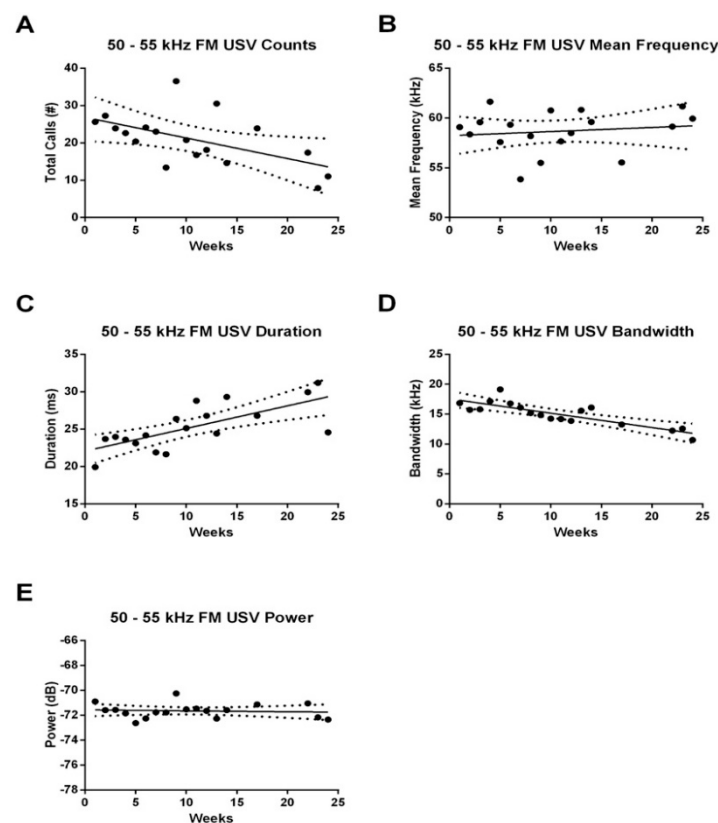 A
50 - 55 kHz FM USV Counts
Total Calls (#)
40
30
20
10
0
0 5 10 15 20 25
Weeks
B
50 - 55 kHz FM USV Mean Frequency
Mean Frequency (kHz)
65
60
55
50
0 5 10 15 20 25
Weeks
C
50 - 55 kHz FM USV Duration
Duration (ms)
35
30
25
20
15
0 5 10 15 20 25
Weeks
D
50 - 55 kHz FM USV Bandwidth
Bandwidth (kHz)
25
20
15
10
5
0
0 5 10 15 20 25
Weeks
E
50 - 55 kHz FM USV Power
Power (dB)
-66
-68
-70
-72
-74
-76
-78
0 5 10 15 20 25
Weeks